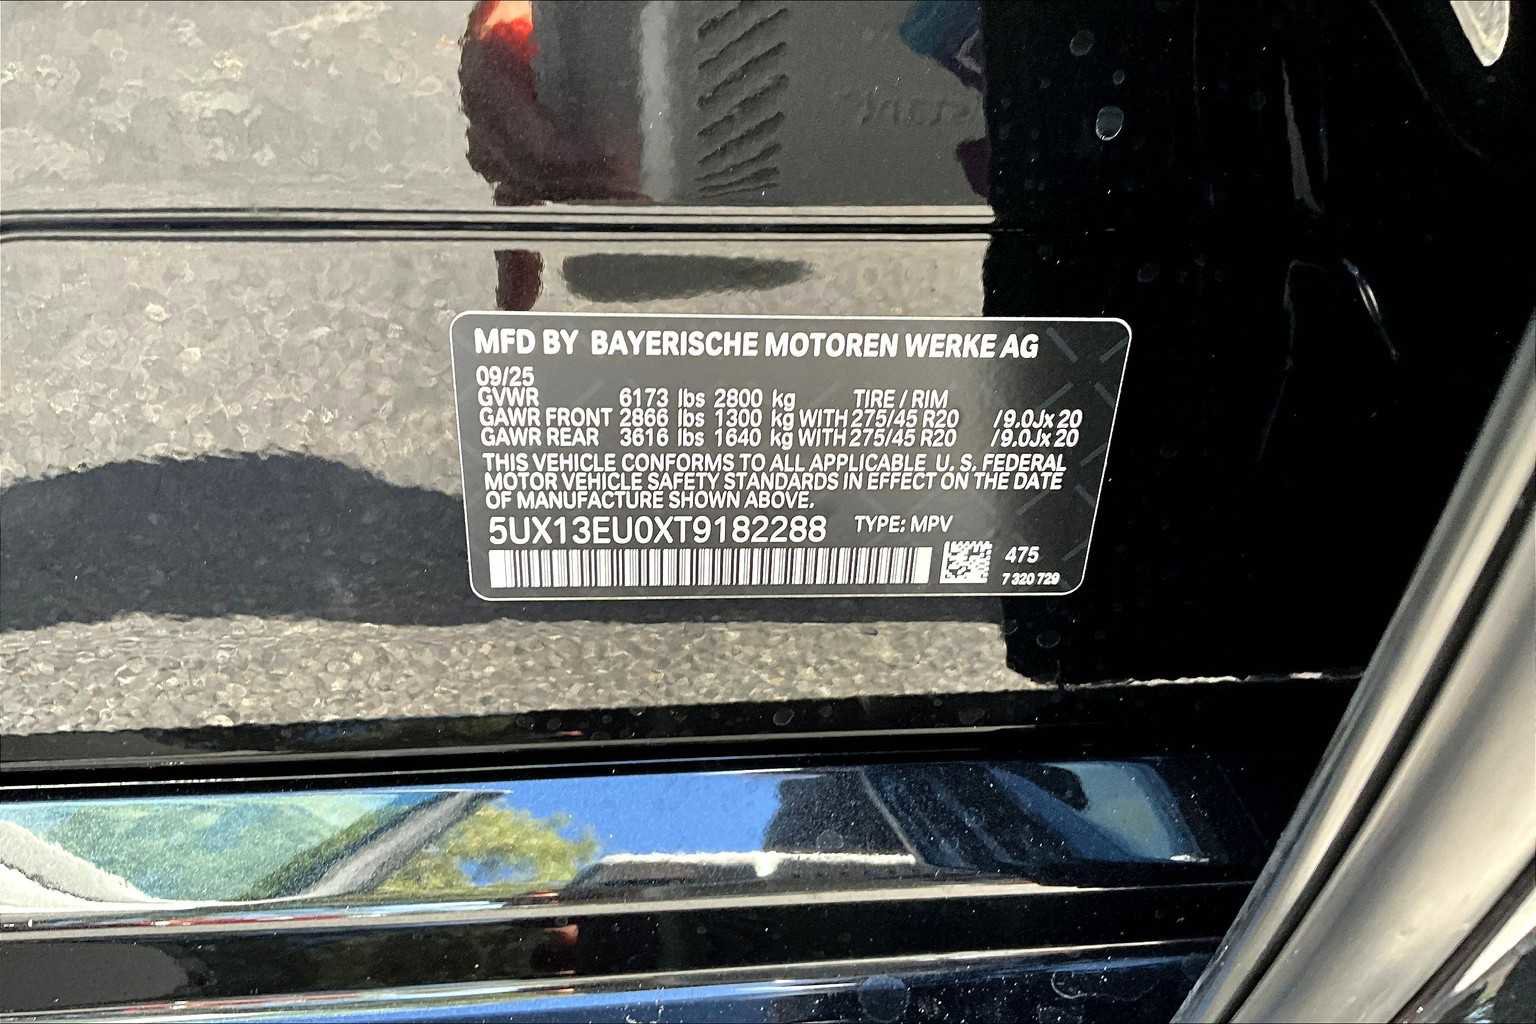 MFD BY BAYERISCHE MOTOREN WERKE AG
09/25
GVWR 6173 lbs 2800 kg TIRE / RIM
GAWR FRONT 2866 lbs 1300 kg WITH 275/45 R20 /9.0Jx 20
GAWR REAR 3616 lbs 1640 kg WITH 275/45 R20 /9.0Jx 20
THIS VEHICLE CONFORMS TO ALL APPLICABLE U. S. FEDERAL
MOTOR VEHICLE SAFETY STANDARDS IN EFFECT ON THE DATE
OF MANUFACTURE SHOWN ABOVE.
5UX13EU0XT9182288 TYPE: MPV
475
7 320 729